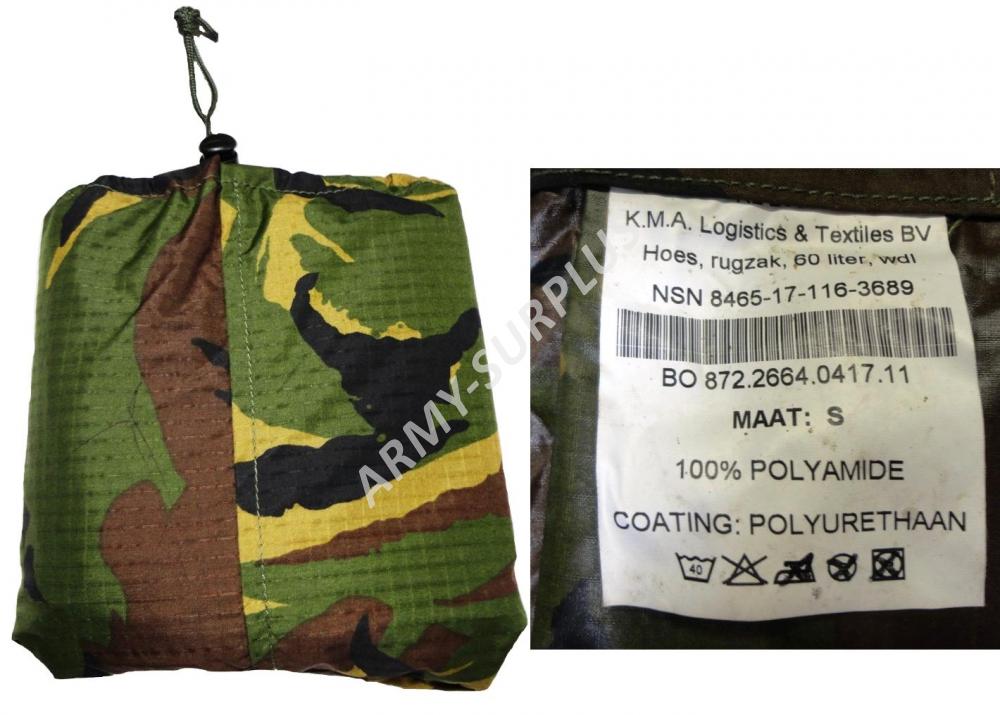 ARMY-SURPLUS
K.M.A. Logistics & Textiles BV
Hoes, rugzak, 60 liter, wdl
NSN 8465-17-116-3689
BO 872.2664.0417.11
MAAT: S
100% POLYAMIDE
COATING: POLYURETHAAN
40